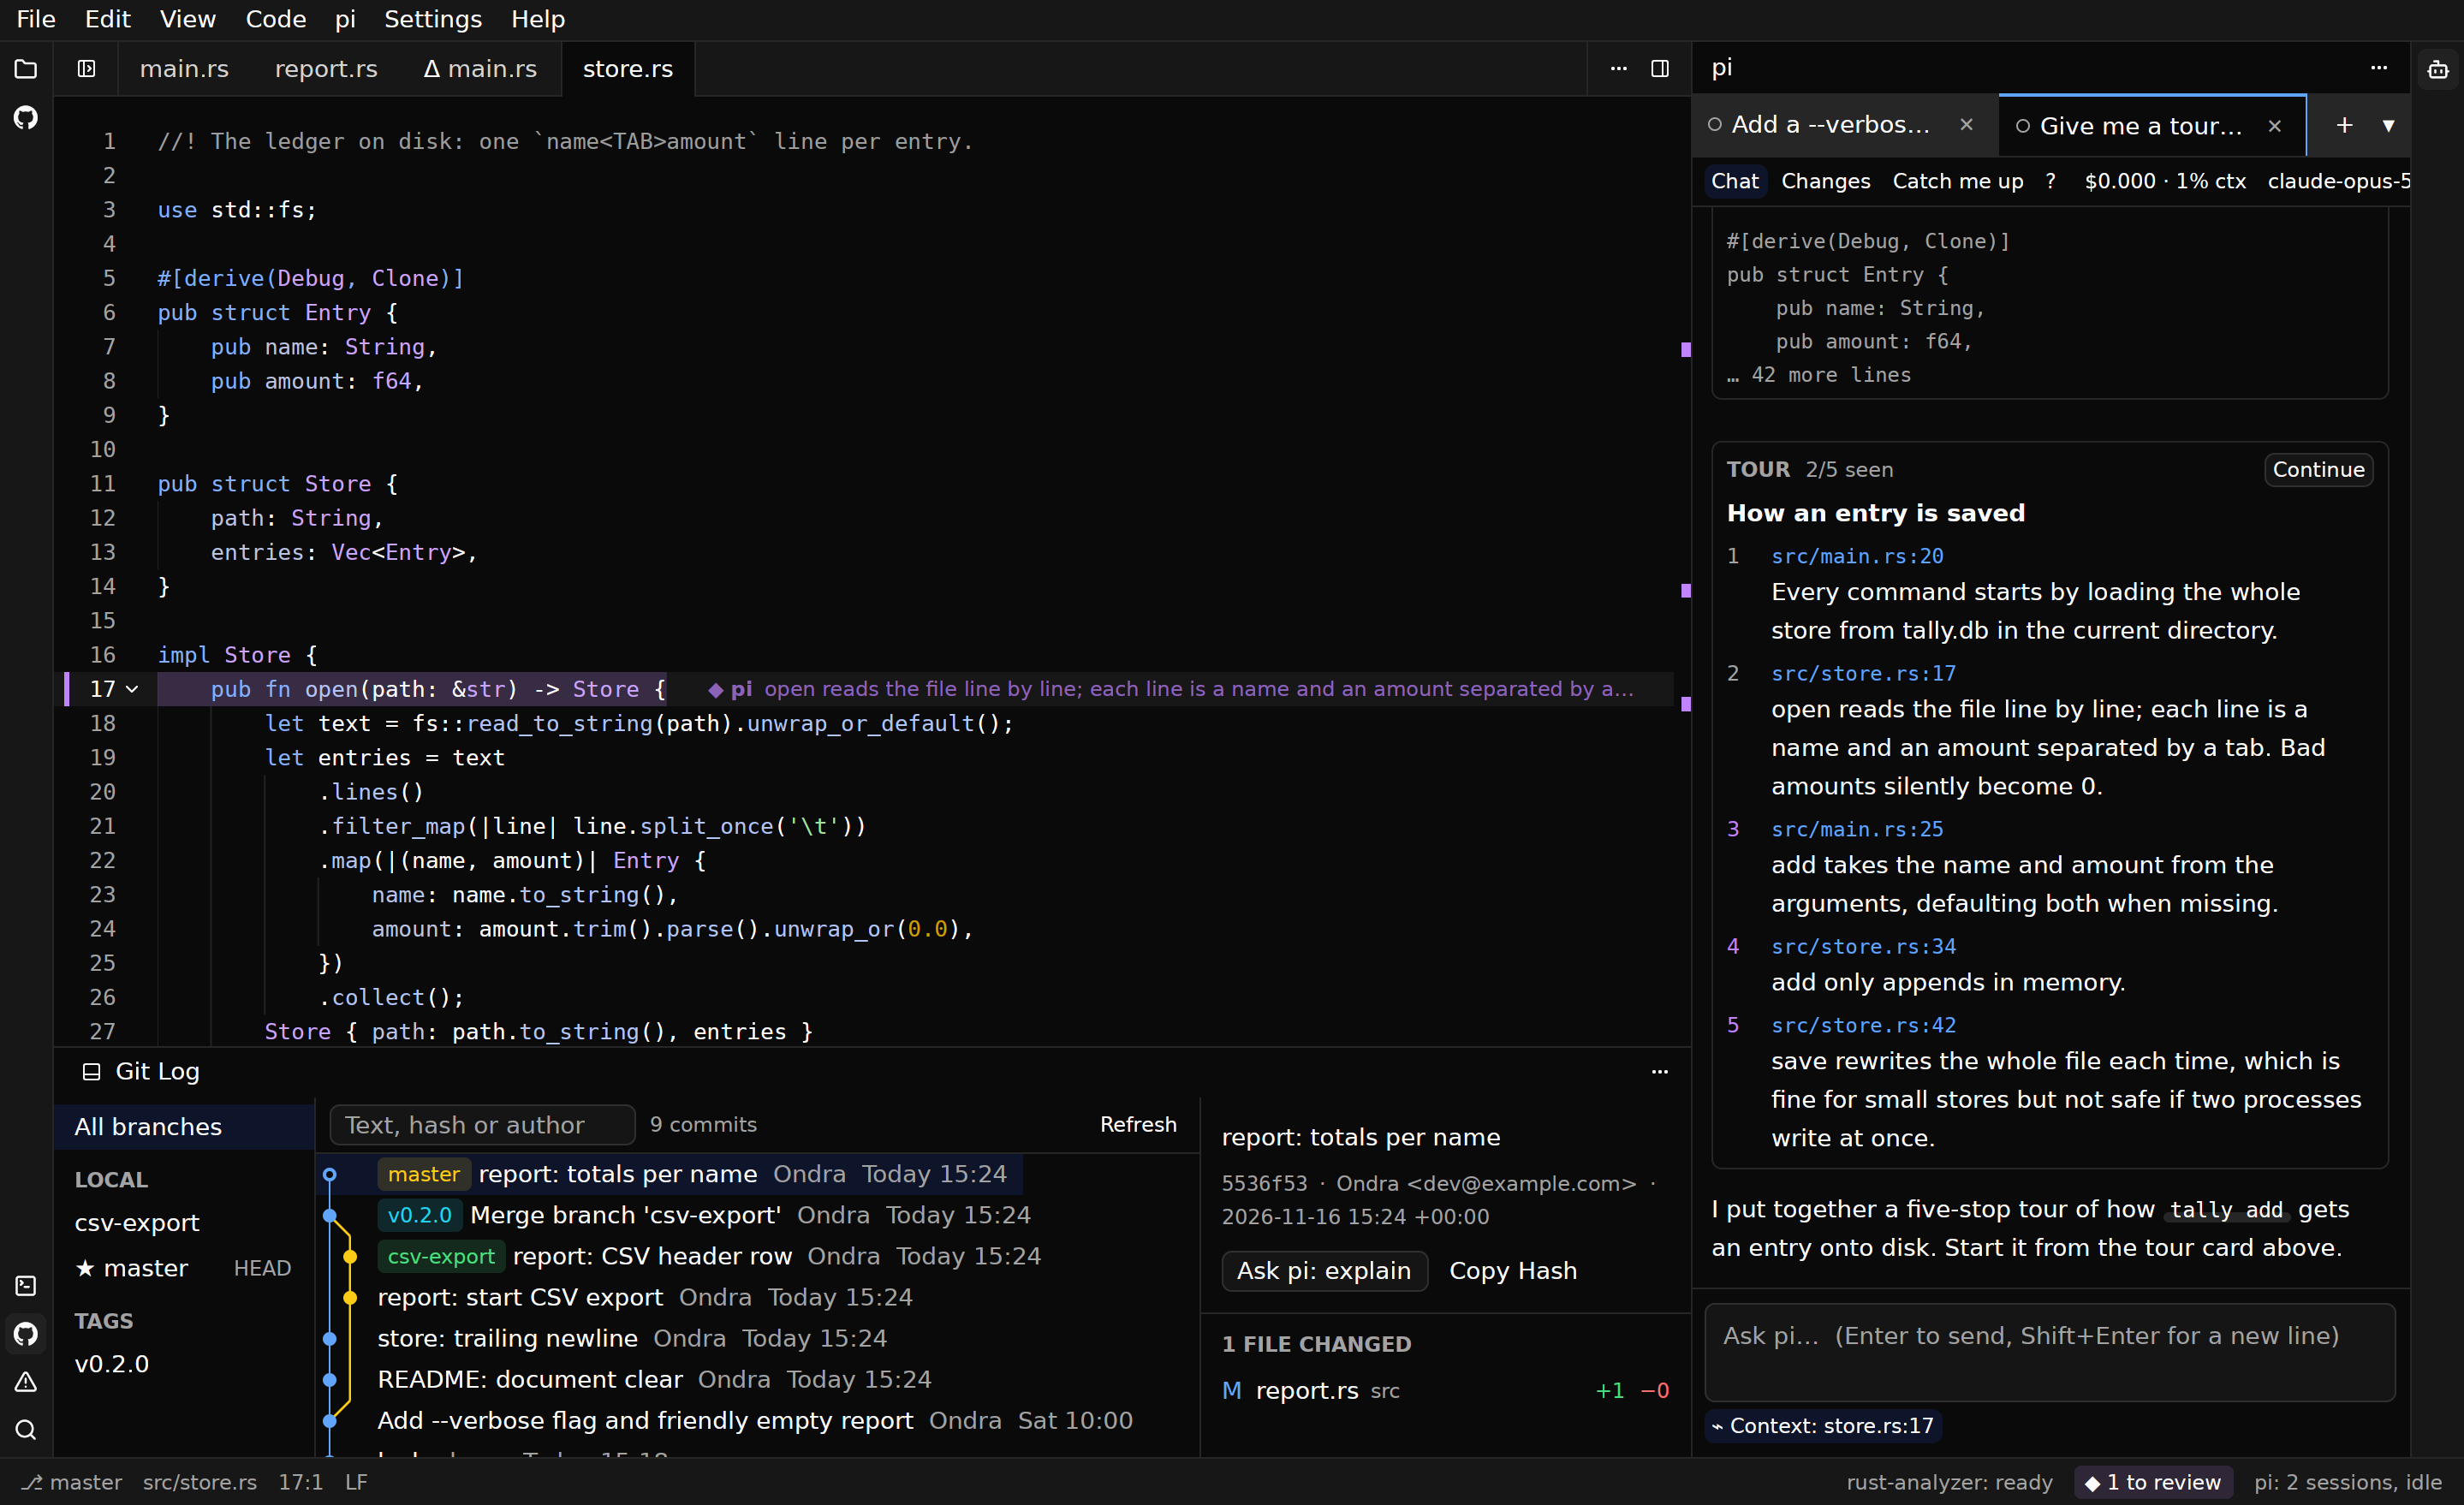 File Edit View Code pi Settings Help
main.rs report.rs Δ main.rs store.rs
1 //! The ledger on disk: one `name<TAB>amount` line per entry.
2
3 use std::fs;
4
5 #[derive(Debug, Clone)]
6 pub struct Entry {
7 pub name: String,
8 pub amount: f64,
9 }
10
11 pub struct Store {
12 path: String,
13 entries: Vec<Entry>,
14 }
15
16 impl Store {
17 pub fn open(path: &str) -> Store { ◆ pi open reads the file line by line; each line is a name and an amount separated by a…
18 let text = fs::read_to_string(path).unwrap_or_default();
19 let entries = text
20 .lines()
21 .filter_map(|line| line.split_once('\t'))
22 .map(|(name, amount)| Entry {
23 name: name.to_string(),
24 amount: amount.trim().parse().unwrap_or(0.0),
25 })
26 .collect();
27 Store { path: path.to_string(), entries }
Git Log
All branches
LOCAL
csv-export
★ master HEAD
TAGS
v0.2.0
Text, hash or author 9 commits Refresh
master report: totals per name Ondra Today 15:24
v0.2.0 Merge branch 'csv-export' Ondra Today 15:24
csv-export report: CSV header row Ondra Today 15:24
report: start CSV export Ondra Today 15:24
store: trailing newline Ondra Today 15:24
README: document clear Ondra Today 15:24
Add --verbose flag and friendly empty report Ondra Sat 10:00
report: totals per name
5536f53 · Ondra <dev@example.com> ·
2026-11-16 15:24 +00:00
Ask pi: explain Copy Hash
1 FILE CHANGED
M report.rs src +1 −0
pi
Add a --verbos… × Give me a tour… × + ▾
Chat Changes Catch me up ? $0.000 · 1% ctx claude-opus-5
#[derive(Debug, Clone)]
pub struct Entry {
pub name: String,
pub amount: f64,
… 42 more lines
TOUR 2/5 seen Continue
How an entry is saved
1 src/main.rs:20
Every command starts by loading the whole
store from tally.db in the current directory.
2 src/store.rs:17
open reads the file line by line; each line is a
name and an amount separated by a tab. Bad
amounts silently become 0.
3 src/main.rs:25
add takes the name and amount from the
arguments, defaulting both when missing.
4 src/store.rs:34
add only appends in memory.
5 src/store.rs:42
save rewrites the whole file each time, which is
fine for small stores but not safe if two processes
write at once.
I put together a five-stop tour of how tally add gets
an entry onto disk. Start it from the tour card above.
Ask pi… (Enter to send, Shift+Enter for a new line)
⌁ Context: store.rs:17
⎇ master src/store.rs 17:1 LF
rust-analyzer: ready ◆ 1 to review pi: 2 sessions, idle